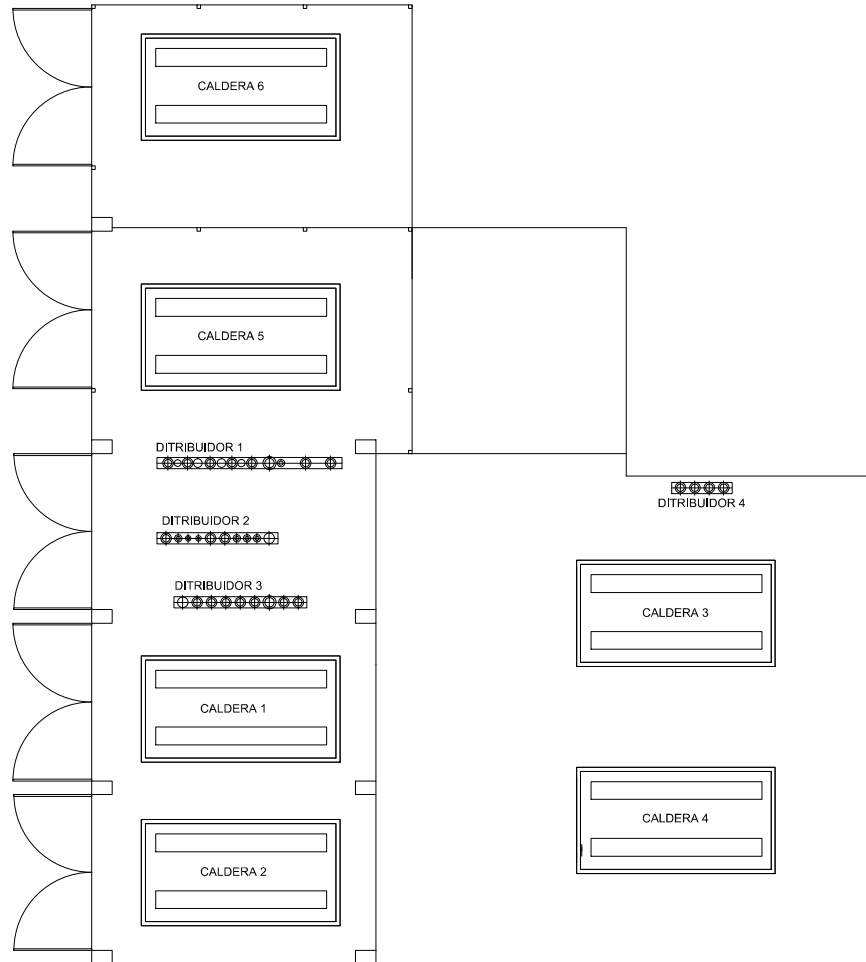 CALDERA 6
CALDERA 5
DITRIBUIDOR 1
DITRIBUIDOR 4
DITRIBUIDOR 2
DITRIBUIDOR 3
CALDERA 3
CALDERA 1
CALDERA 4
CALDERA 2